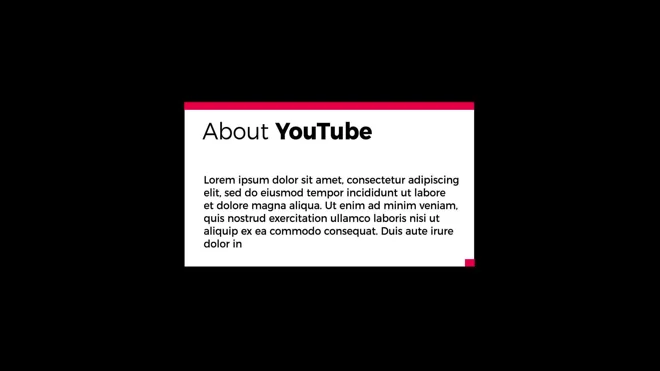 About YouTube
Lorem ipsum dolor sit amet, consectetur adipiscing
elit, sed do eiusmod tempor incididunt ut labore
et dolore magna aliqua. Ut enim ad minim veniam,
quis nostrud exercitation ullamco laboris nisi ut
aliquip ex ea commodo consequat. Duis aute irure
dolor in